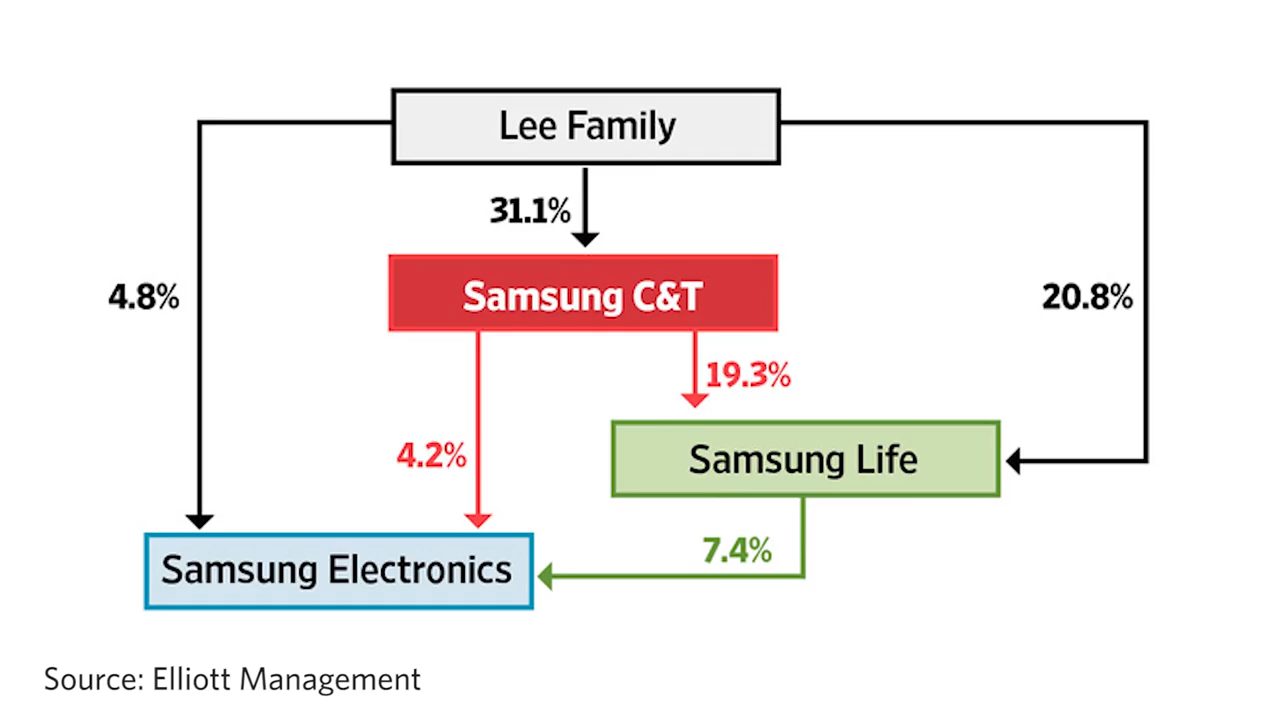 Lee Family
31.1%
Samsung C&T
4.8%
20.8%
19.3%
4.2%
Samsung Life
7.4%
Samsung Electronics
Source: Elliott Management